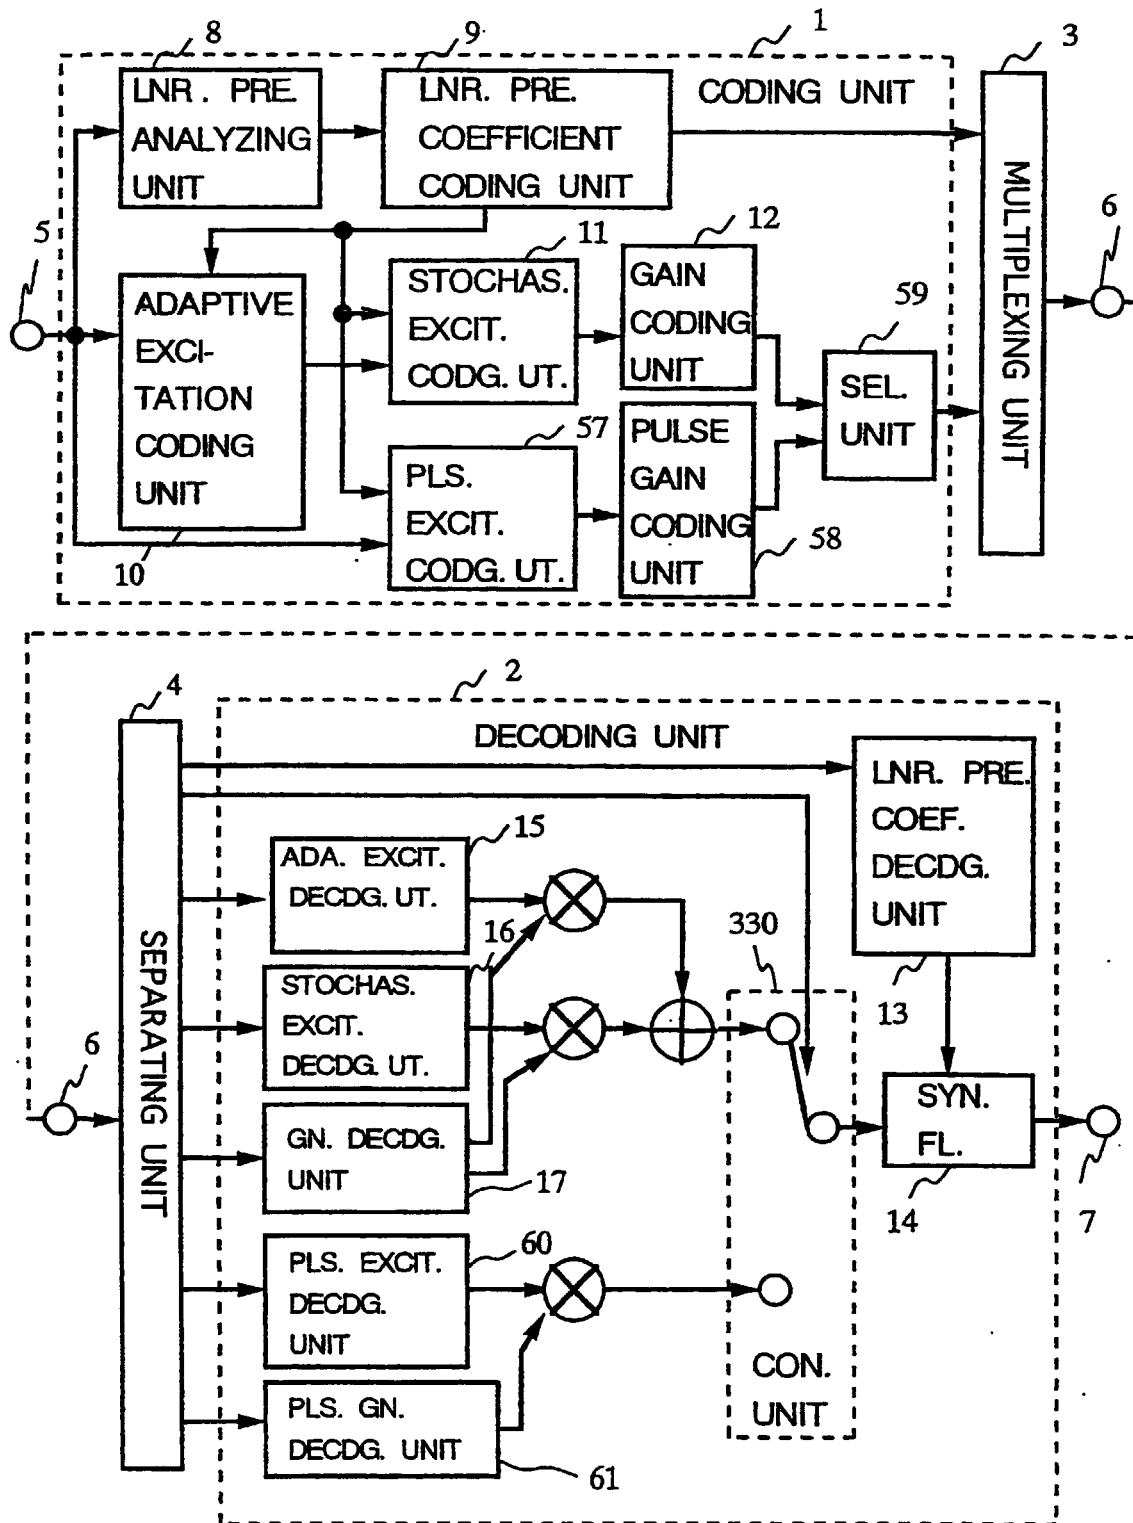 8
9
1
3
LNR. PRE.
ANALYZING
UNIT
LNR. PRE.
COEFFICIENT
CODING UNIT
CODING UNIT
MULTIPLEXING UNIT
5
6
11
12
ADAPTIVE
EXCI-
TATION
CODING
UNIT
10
STOCHAS.
EXCIT.
CODG. UT.
GAIN
CODING
UNIT
59
SEL.
UNIT
57
PLS.
EXCIT.
CODG. UT.
PULSE
GAIN
CODING
UNIT
58
4
2
DECODING UNIT
SEPARATING UNIT
LNR. PRE.
COEF.
DECDG.
UNIT
13
15
ADA. EXCIT.
DECDG. UT.
16
STOCHAS.
EXCIT.
DECDG. UT.
330
6
GN. DECDG.
UNIT
17
SYN.
FL.
14
7
60
PLS. EXCIT.
DECDG.
UNIT
CON.
UNIT
PLS. GN.
DECDG. UNIT
61